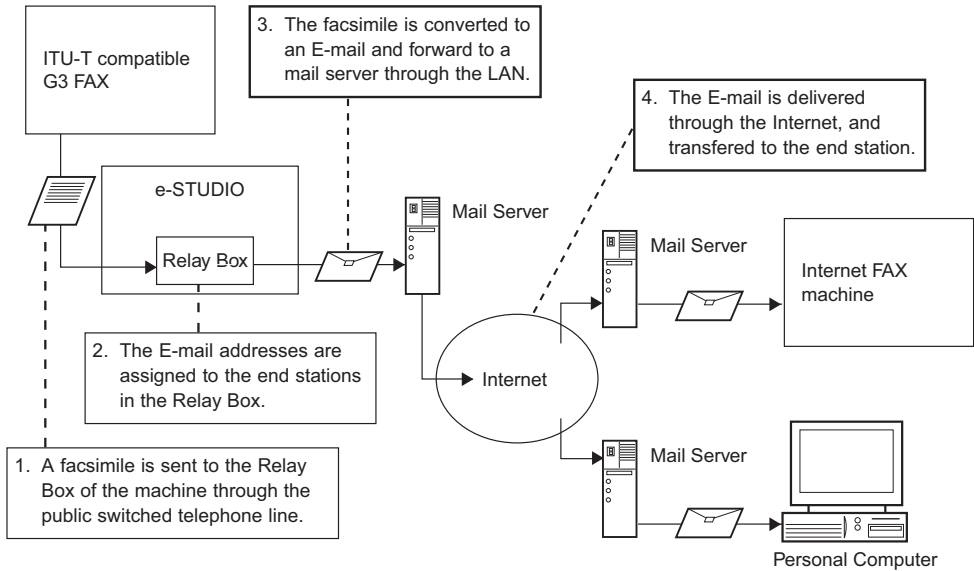 ITU-T compatible
G3 FAX
3. The facsimile is converted to
an E-mail and forward to a
mail server through the LAN.
4. The E-mail is delivered
through the Internet, and
transfered to the end station.
e-STUDIO
Relay Box
Mail Server
Mail Server
Internet FAX
machine
2. The E-mail addresses are
assigned to the end stations
in the Relay Box.
Internet
1. A facsimile is sent to the Relay
Box of the machine through the
public switched telephone line.
Mail Server
Personal Computer